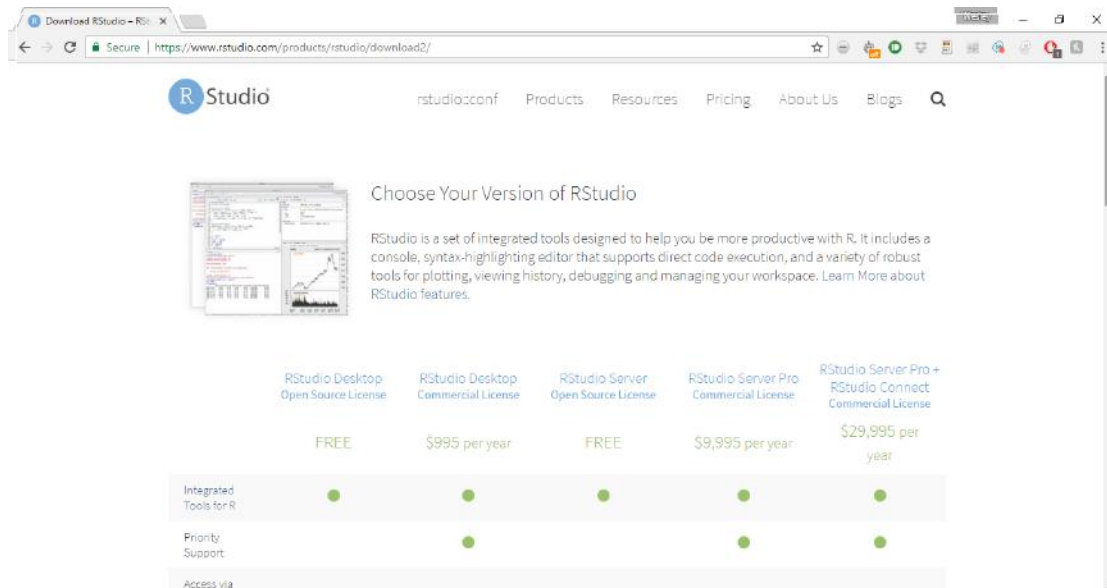 Download RStudio – RSt
Wesley
Secure | https://www.rstudio.com/products/rstudio/download2/
R Studio
rstudio::conf Products Resources Pricing About Us Blogs
Choose Your Version of RStudio
RStudio is a set of integrated tools designed to help you be more productive with R. It includes a
console, syntax-highlighting editor that supports direct code execution, and a variety of robust
tools for plotting, viewing history, debugging and managing your workspace. Learn More about
RStudio features.
RStudio Desktop
Open Source License
FREE
RStudio Desktop
Commercial License
$995 per year
RStudio Server
Open Source License
FREE
RStudio Server Pro
Commercial License
$9,995 per year
RStudio Server Pro +
RStudio Connect
Commercial License
$29,995 per
year
Integrated
Tools for R
Priority
Support
Access via